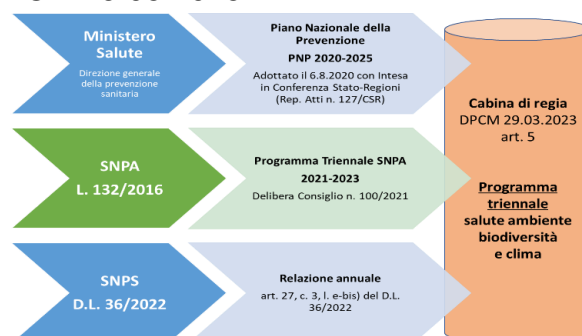 Ministero
Salute
Direzione generale
della prevenzione
sanitaria
Piano Nazionale della
Prevenzione
PNP 2020-2025
Adottato il 6.8.2020 con Intesa
in Conferenza Stato-Regioni
(Rep. Atti n. 127/CSR)
SNPA
L. 132/2016
Programma Triennale SNPA
2021-2023
Delibera Consiglio n. 100/2021
SNPS
D.L. 36/2022
Relazione annuale
art. 27, c. 3, l. e-bis) del D.L.
36/2022
Cabina di regia
DPCM 29.03.2023
art. 5
Programma
triennale
salute ambiente
biodiversità
e clima